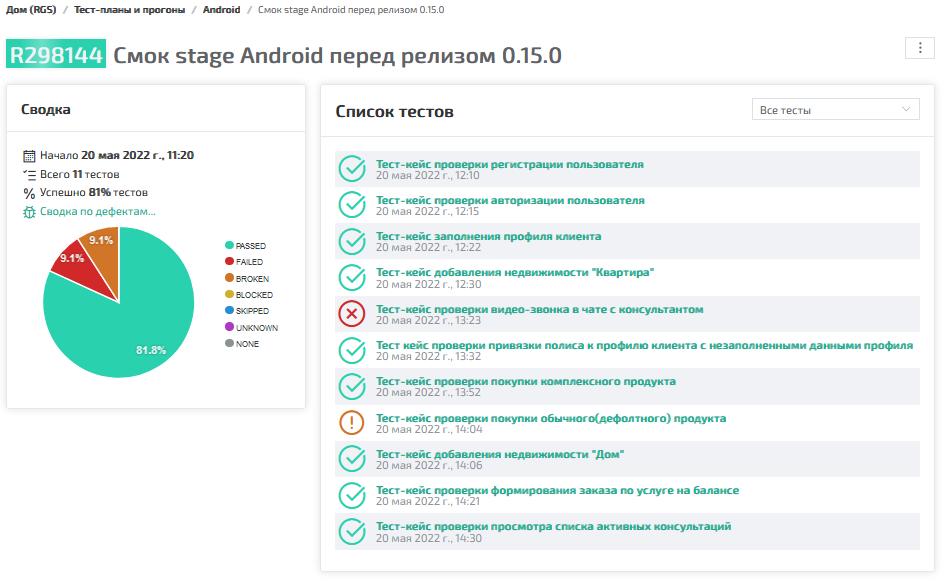 Дом (RGS) / Тест-планы и прогоны / Android / Смок stage Android перед релизом 0.15.0
R298144 Смок stage Android перед релизом 0.15.0
Сводка
Начало 20 мая 2022 г., 11:20
Всего 11 тестов
Успешно 81% тестов
Сводка по дефектам...
9.1%
9.1%
81.8%
PASSED
FAILED
BROKEN
BLOCKED
SKIPPED
UNKNOWN
NONE
Список тестов
Все тесты
Тест-кейс проверки регистрации пользователя
20 мая 2022 г., 12:10
Тест-кейс проверки авторизации пользователя
20 мая 2022 г., 12:15
Тест-кейс заполнения профиля клиента
20 мая 2022 г., 12:22
Тест-кейс добавления недвижимости "Квартира"
20 мая 2022 г., 12:30
Тест-кейс проверки видео-звонка в чате с консультантом
20 мая 2022 г., 13:23
Тест кейс проверки привязки полиса к профилю клиента с незаполненными данными профиля
20 мая 2022 г., 13:32
Тест-кейс проверки покупки комплексного продукта
20 мая 2022 г., 13:52
Тест-кейс проверки покупки обычного(дефолтного) продукта
20 мая 2022 г., 14:04
Тест-кейс добавления недвижимости "Дом"
20 мая 2022 г., 14:06
Тест-кейс проверки формирования заказа по услуге на балансе
20 мая 2022 г., 14:21
Тест-кейс проверки просмотра списка активных консультаций
20 мая 2022 г., 14:30